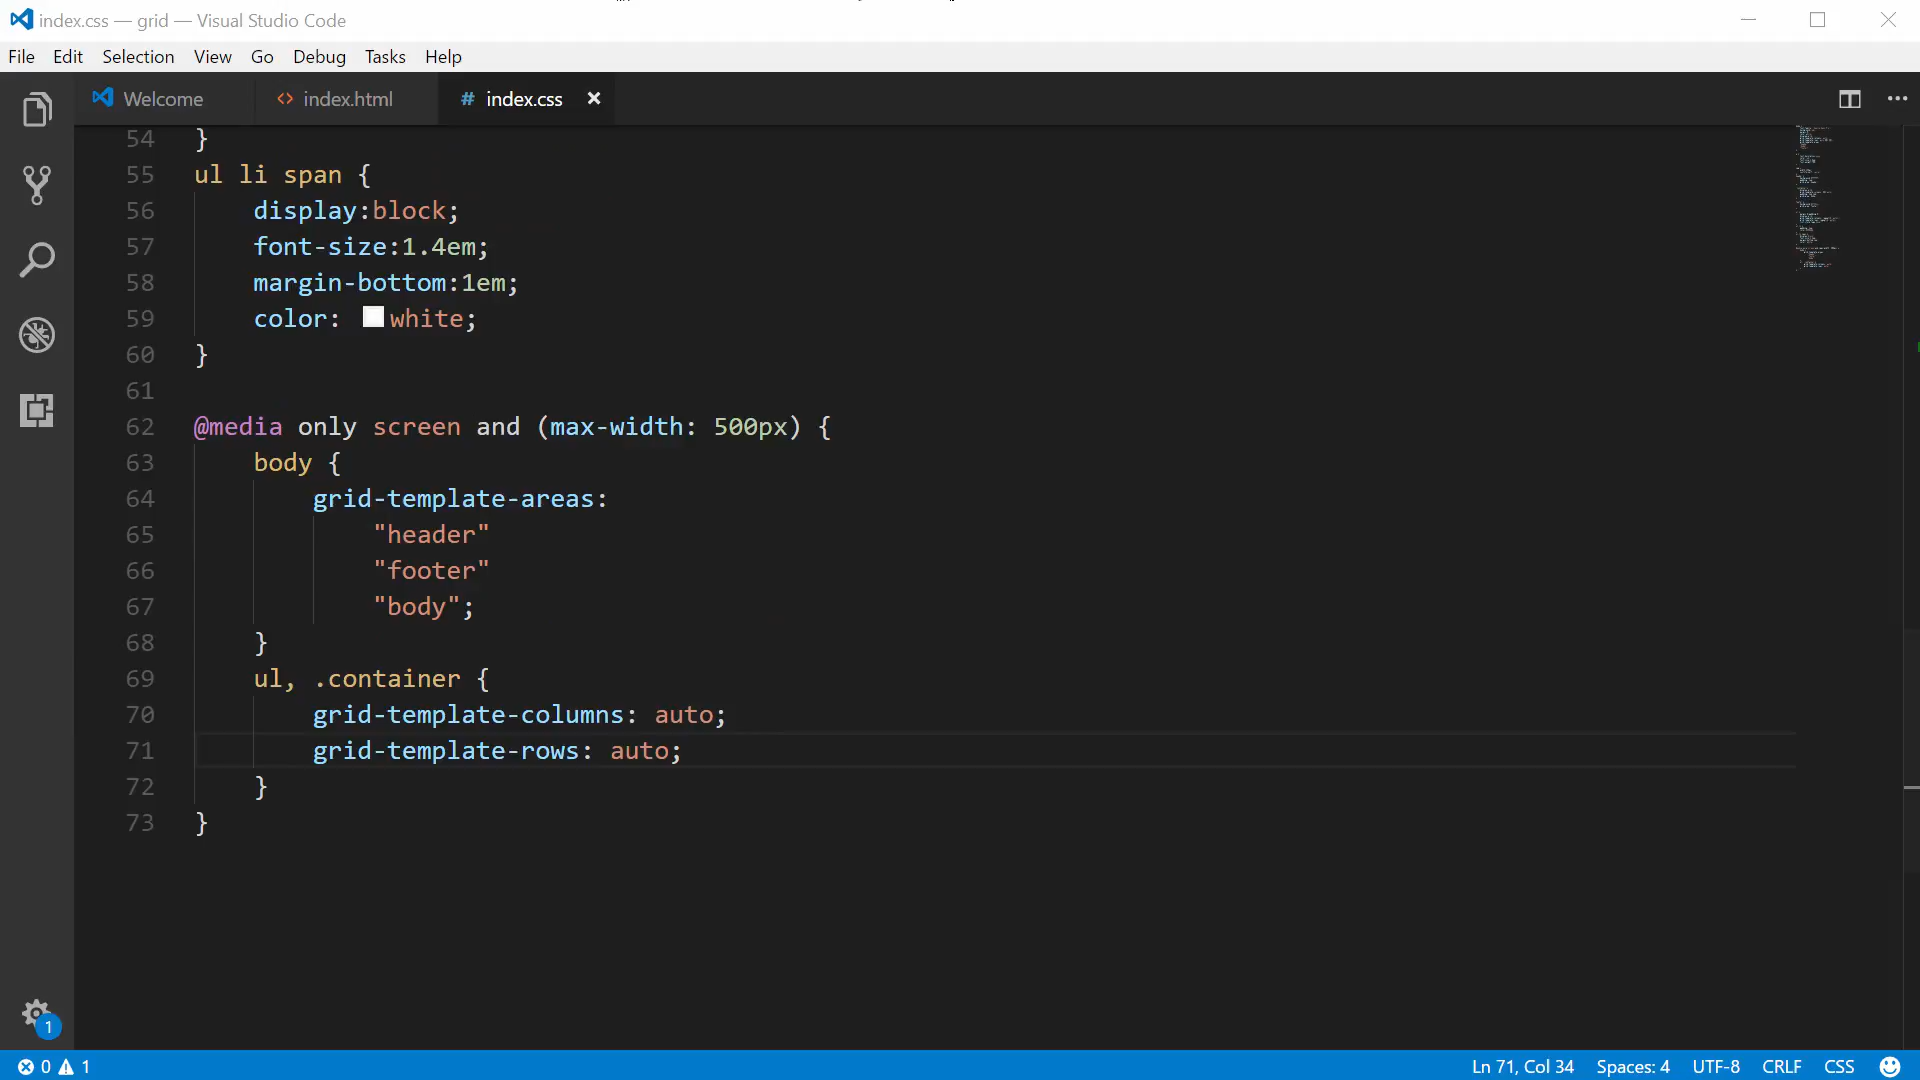 index.css — grid — Visual Studio Code
File Edit Selection View Go Debug Tasks Help
Welcome <> index.html # index.css ×
54 }
55 ul li span {
56 display:block;
57 font-size:1.4em;
58 margin-bottom:1em;
59 color: white;
60 }
61
62 @media only screen and (max-width: 500px) {
63 body {
64 grid-template-areas:
65 "header"
66 "footer"
67 "body";
68 }
69 ul, .container {
70 grid-template-columns: auto;
71 grid-template-rows: auto;
72 }
73 }
1
0 1 Ln 71, Col 34 Spaces: 4 UTF-8 CRLF CSS